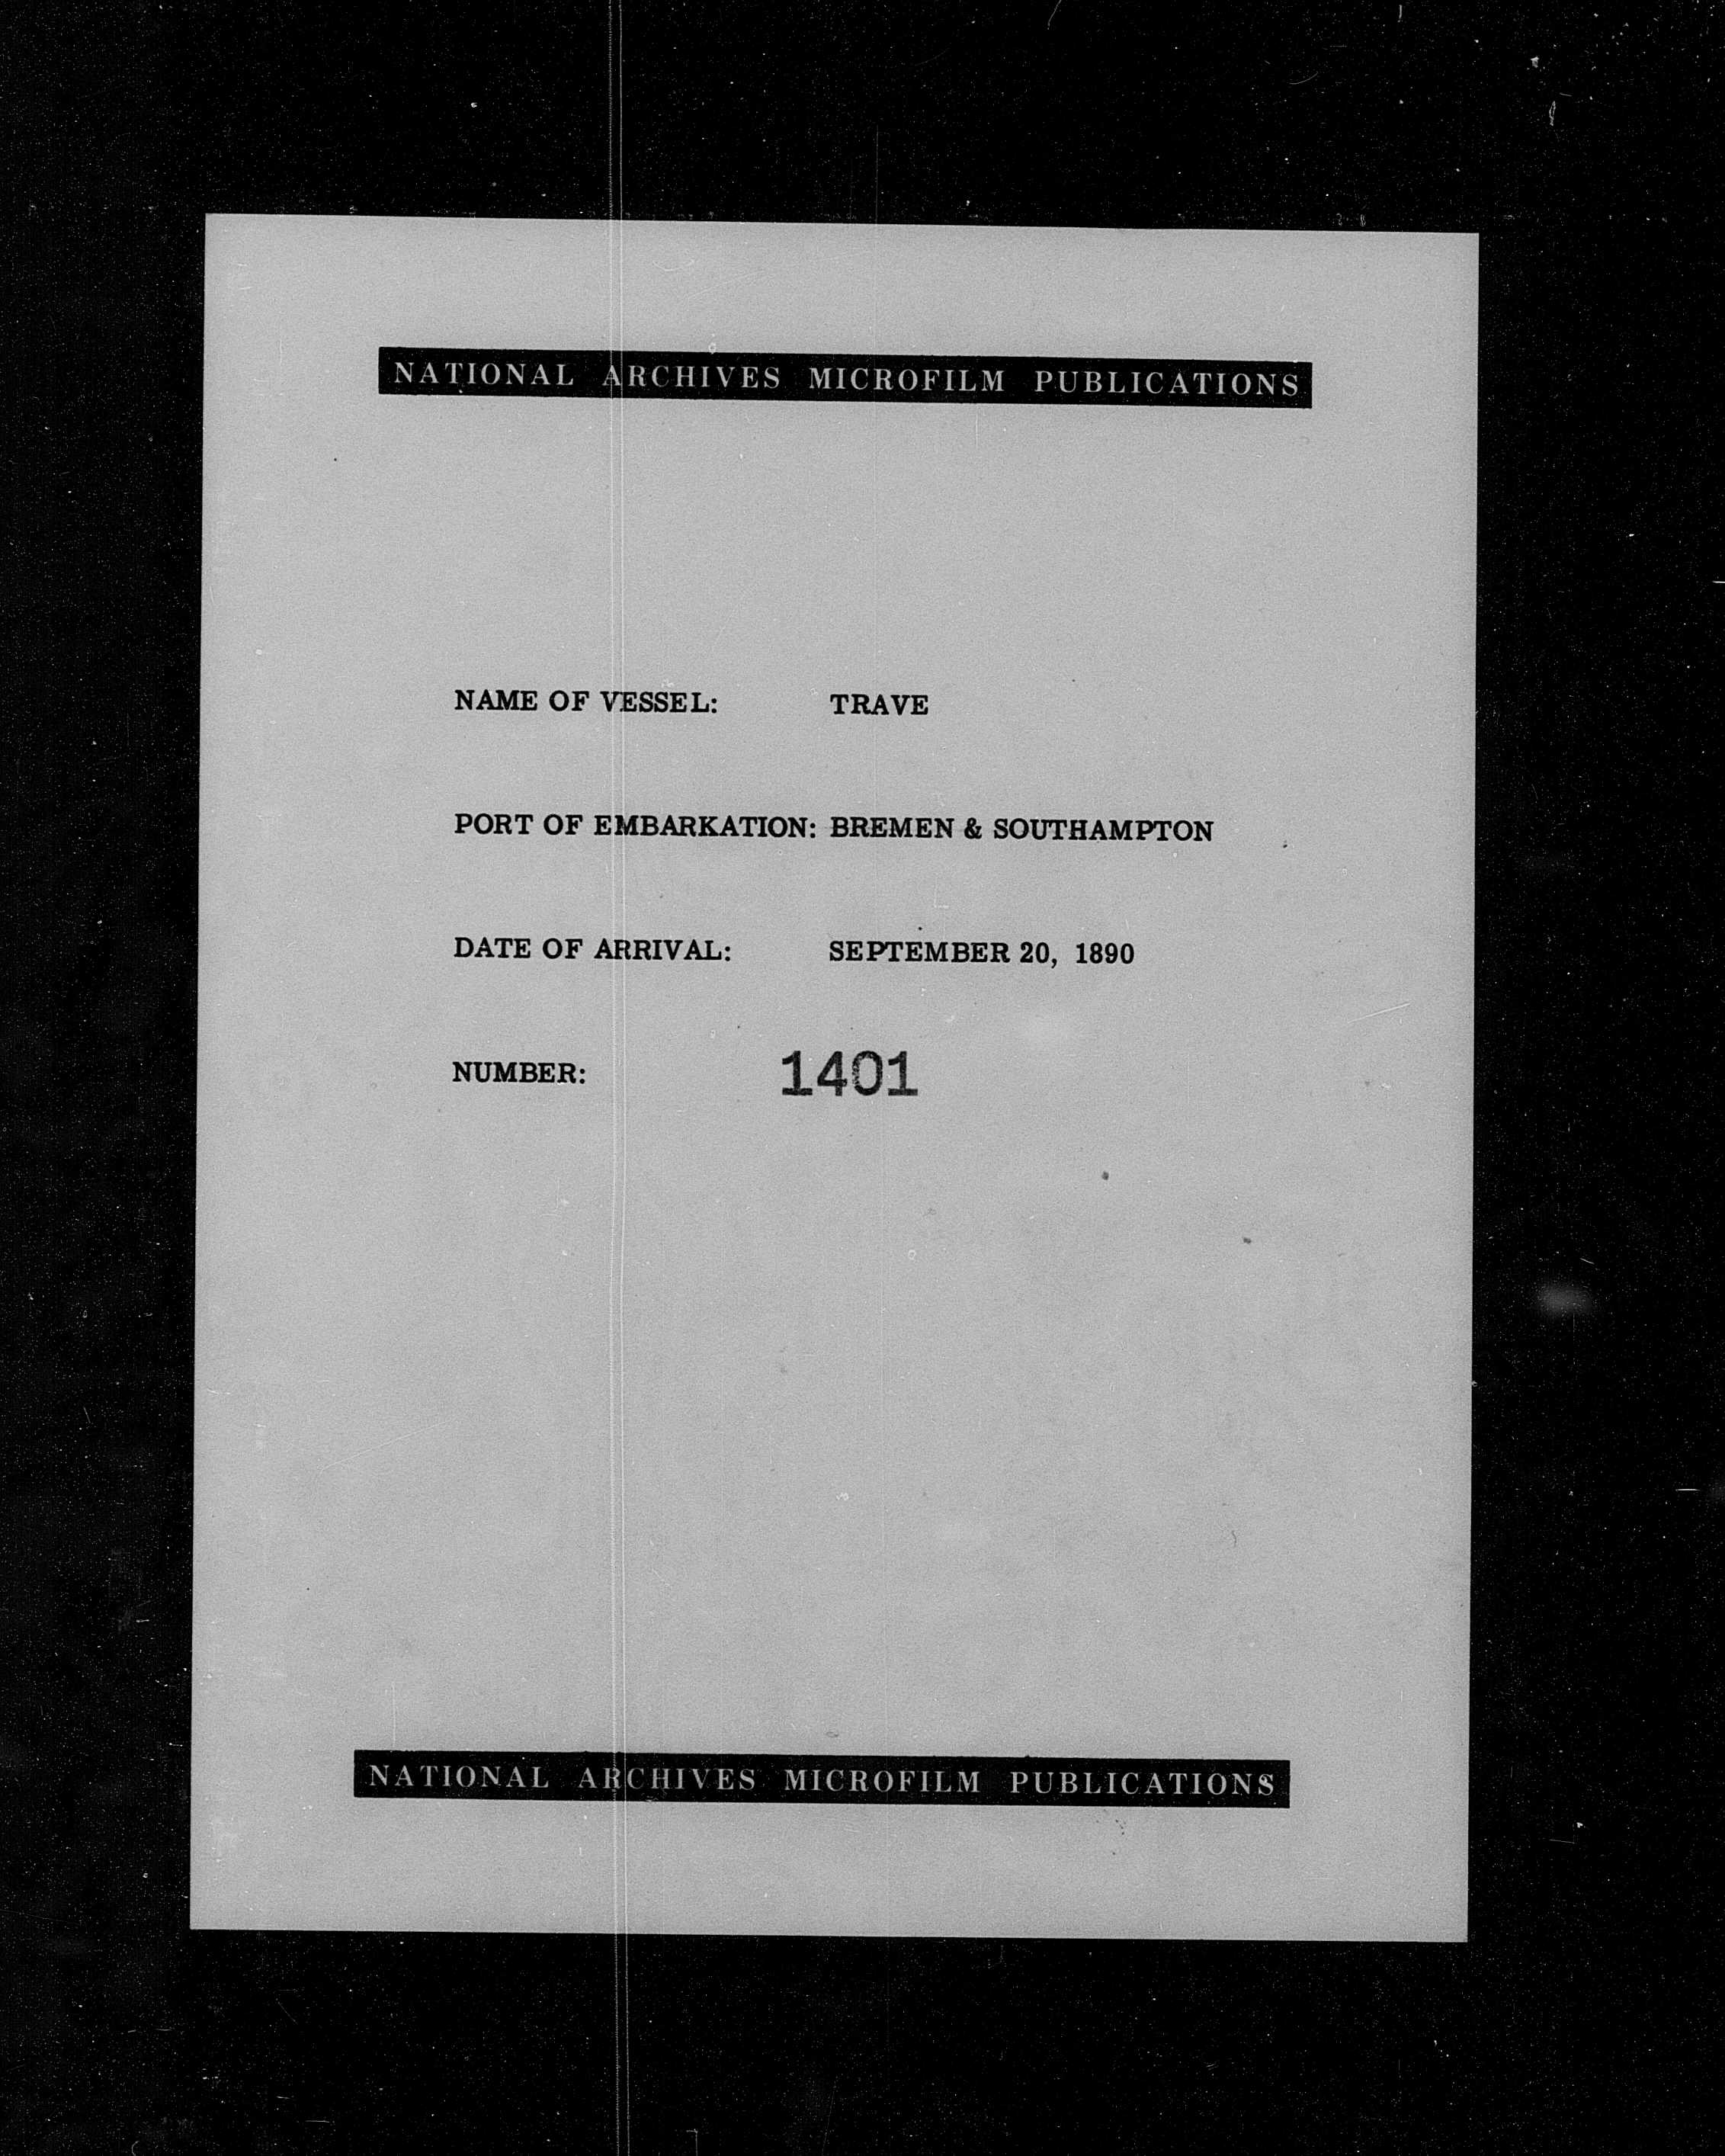 NATIONAL ARCHIVES MICROFILM PUBLICATIONS
NAME OF VESSEL: TRAVE
PORT OF EMBARKATION: BREMEN & SOUTHAMPTON
DATE OF ARRIVAL: SEPTEMBER 20, 1890
NUMBER: 1401
NATIONAL ARCHIVES MICROFILM PUBLICATIONS